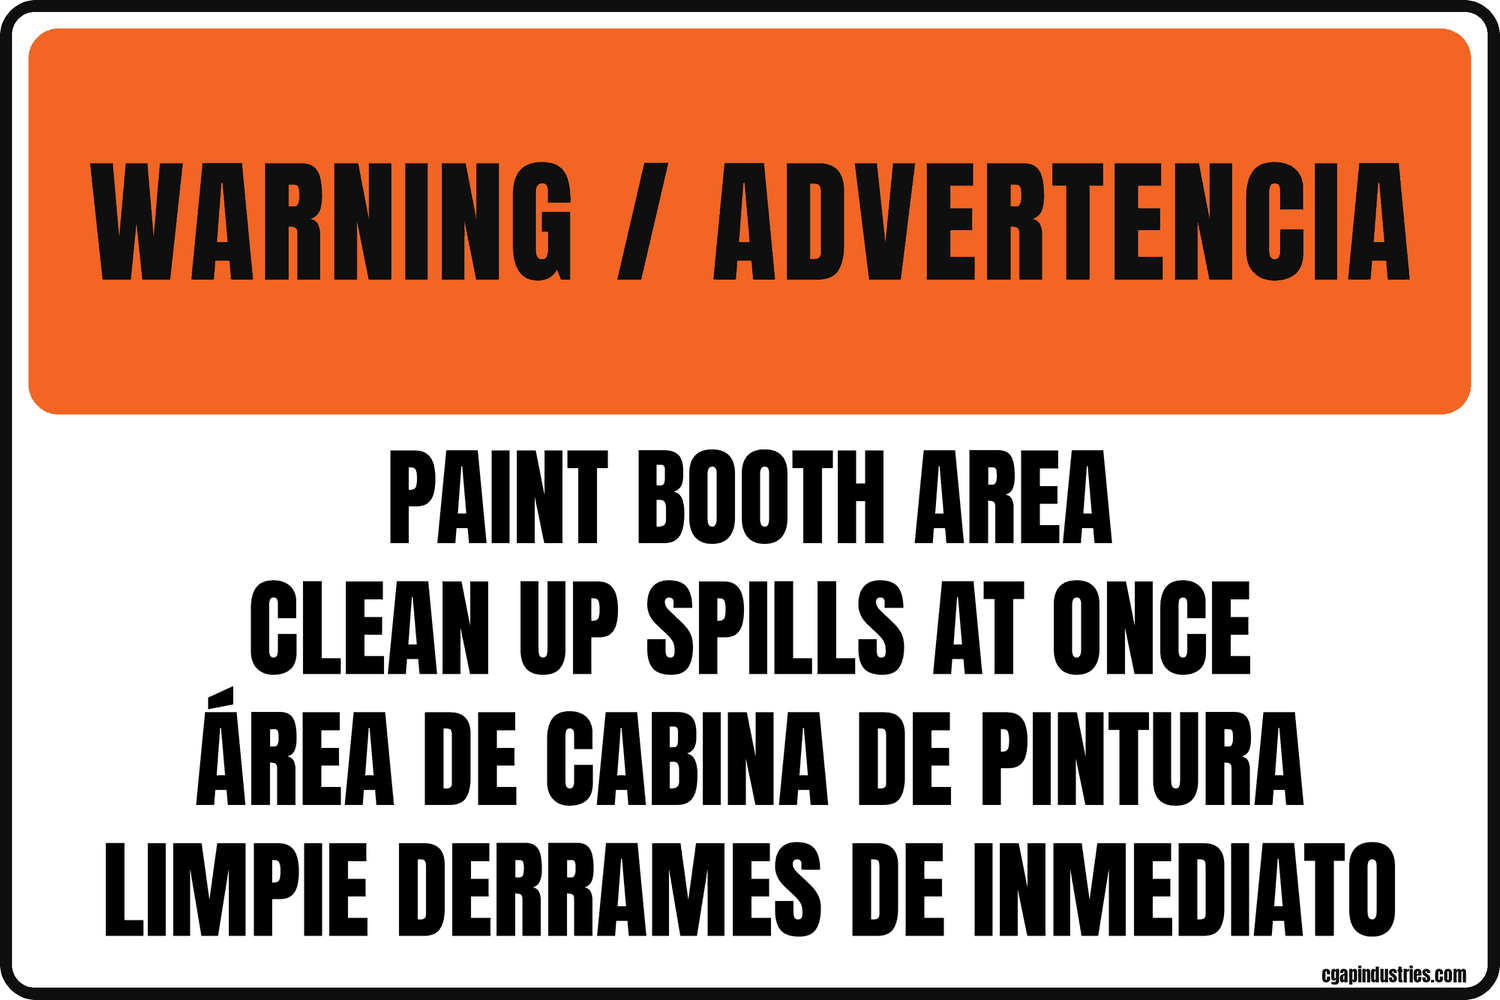 WARNING / ADVERTENCIA
PAINT BOOTH AREA
CLEAN UP SPILLS AT ONCE
ÁREA DE CABINA DE PINTURA
LIMPIE DERRAMES DE INMEDIATO
cgapindustries.com